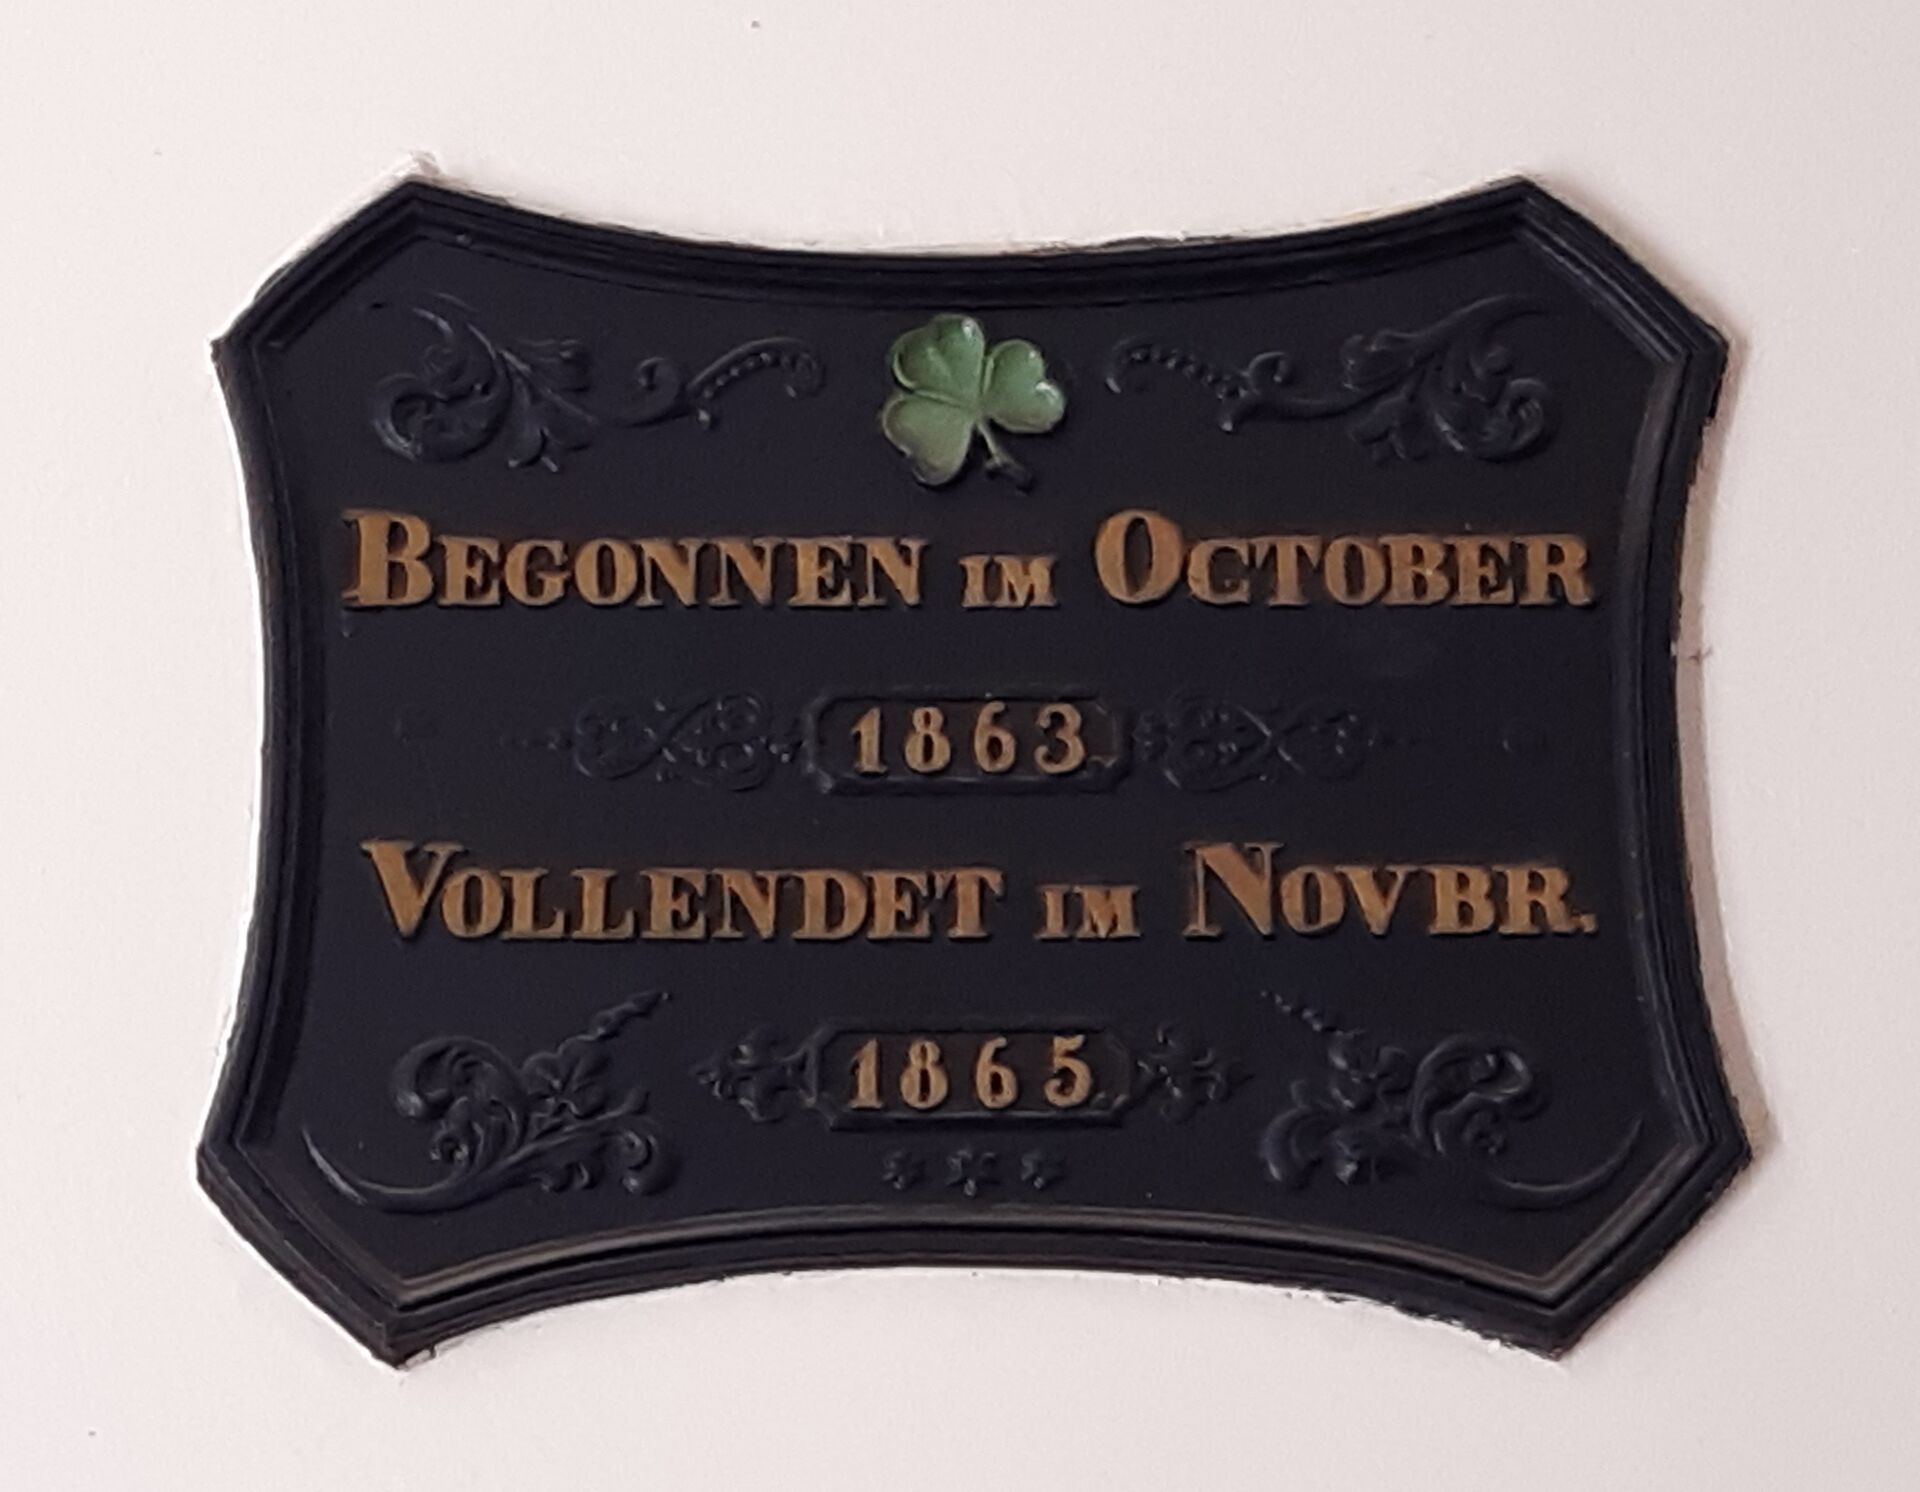 BEGONNEN IM OCTOBER
1863.
VOLLENDET IM NOVBR.
1865.